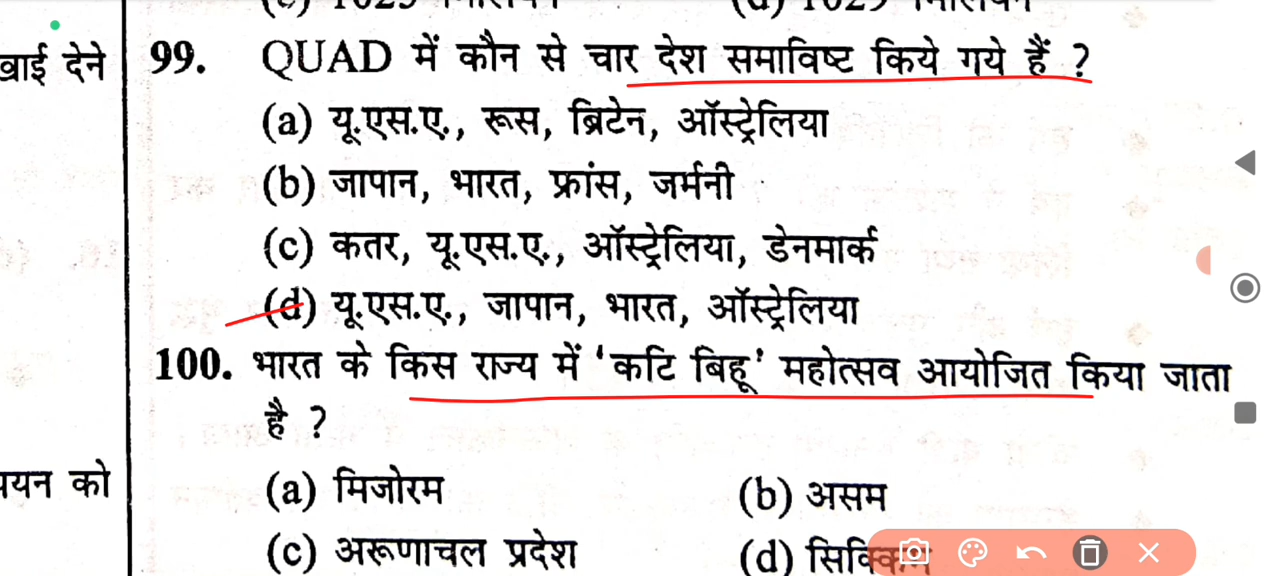 खाई देने
99. QUAD में कौन से चार देश समाविष्ट किये गये हैं ?
(a) यू.एस.ए., रूस, ब्रिटेन, ऑस्ट्रेलिया
(b) जापान, भारत, फ्रांस, जर्मनी
(c) कतर, यू.एस.ए., ऑस्ट्रेलिया, डेनमार्क
(d) यू.एस.ए., जापान, भारत, ऑस्ट्रेलिया
100. भारत के किस राज्य में 'कटि बिहू' महोत्सव आयोजित किया जाता
है ?
यन को
(a) मिजोरम (b) असम
(c) अरूणाचल प्रदेश (d) सिक्किम